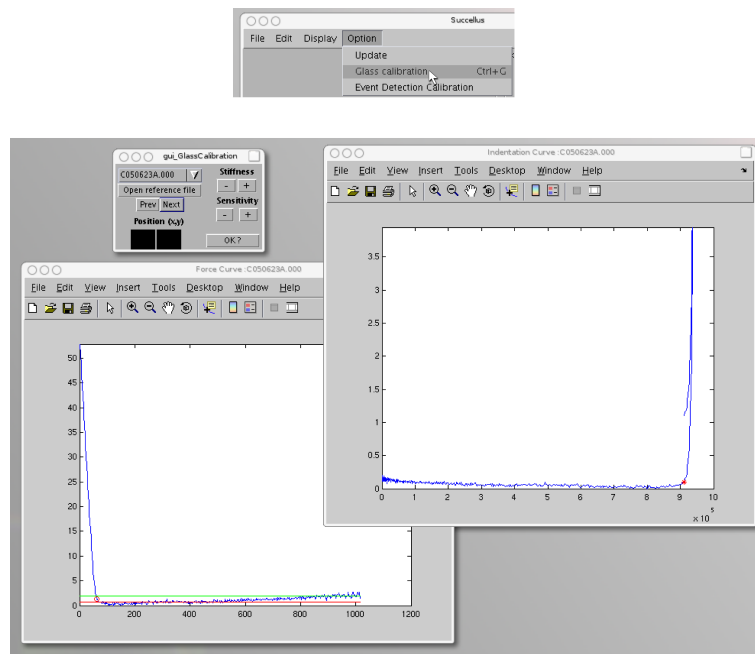 Succellus
File Edit Display Option
Update
Glass calibration Ctrl+G
Event Detection Calibration
gui_GlassCalibration
C050623A.000
Open reference file
Prev Next
Position (x,y)
Stiffness
- +
Sensitivity
- +
OK ?
Indentation Curve :C050623A.000
File Edit View Insert Tools Desktop Window Help
3.5
3
2.5
2
1.5
1
0.5
0
0 1 2 3 4 5 6 7 8 9 10
x 10 5
Force Curve :C050623A.000
File Edit View Insert Tools Desktop Window Help
50
45
40
35
30
25
20
15
10
5
0
0 200 400 600 800 1000 1200